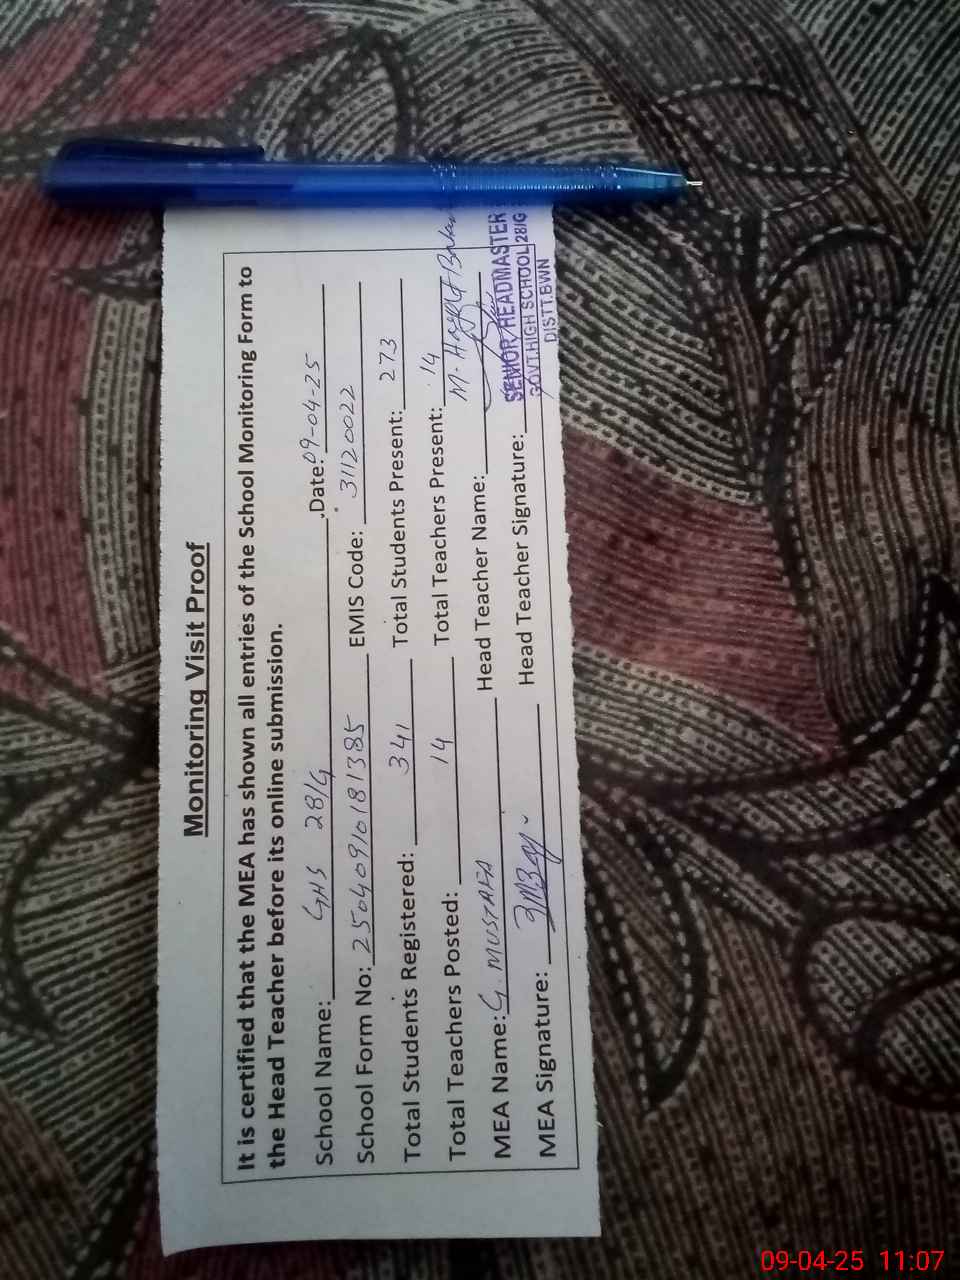 Monitoring Visit Proof
It is certified that the MEA has shown all entries of the School Monitoring Form to
the Head Teacher before its online submission.
School Name: GHS 28/G Date: 09-04-25
School Form No: 2504091018 1385 EMIS Code: 31120022
Total Students Registered: 341 Total Students Present: 273
Total Teachers Posted: 14 Total Teachers Present: 14
MEA Name: G. MUSTAFA Head Teacher Name: M.
MEA Signature: Head Teacher Signature:
SENIOR HEADMASTER
GOVT.HIGH SCHOOL 28/G
DISTT.BWN
09-04-25 11:07